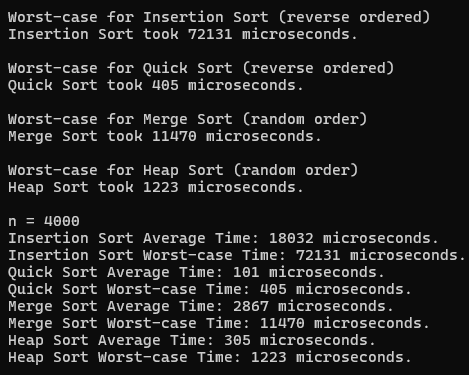 Worst-case for Insertion Sort (reverse ordered)
Insertion Sort took 72131 microseconds.
Worst-case for Quick Sort (reverse ordered)
Quick Sort took 405 microseconds.
Worst-case for Merge Sort (random order)
Merge Sort took 11470 microseconds.
Worst-case for Heap Sort (random order)
Heap Sort took 1223 microseconds.
n = 4000
Insertion Sort Average Time: 18032 microseconds.
Insertion Sort Worst-case Time: 72131 microseconds.
Quick Sort Average Time: 101 microseconds.
Quick Sort Worst-case Time: 405 microseconds.
Merge Sort Average Time: 2867 microseconds.
Merge Sort Worst-case Time: 11470 microseconds.
Heap Sort Average Time: 305 microseconds.
Heap Sort Worst-case Time: 1223 microseconds.